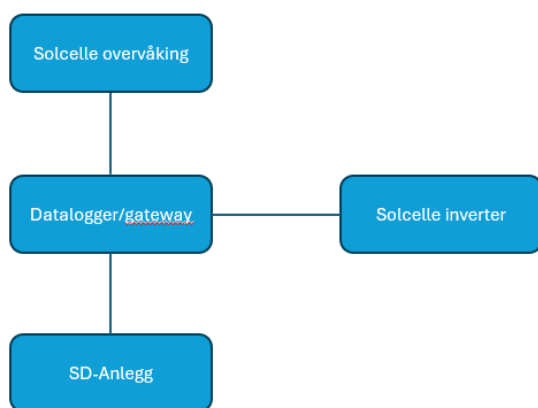 Solcelle overvåking
Datalogger/gateway
Solcelle inverter
SD-Anlegg